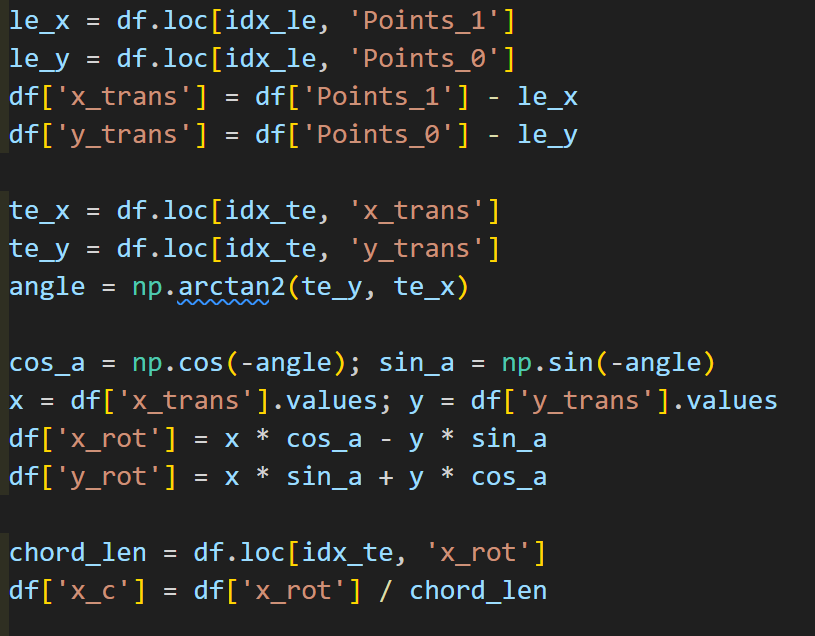 le_x = df.loc[idx_le, 'Points_1']
le_y = df.loc[idx_le, 'Points_0']
df['x_trans'] = df['Points_1'] - le_x
df['y_trans'] = df['Points_0'] - le_y
te_x = df.loc[idx_te, 'x_trans']
te_y = df.loc[idx_te, 'y_trans']
angle = np.arctan2(te_y, te_x)
cos_a = np.cos(-angle); sin_a = np.sin(-angle)
x = df['x_trans'].values; y = df['y_trans'].values
df['x_rot'] = x * cos_a - y * sin_a
df['y_rot'] = x * sin_a + y * cos_a
chord_len = df.loc[idx_te, 'x_rot']
df['x_c'] = df['x_rot'] / chord_len